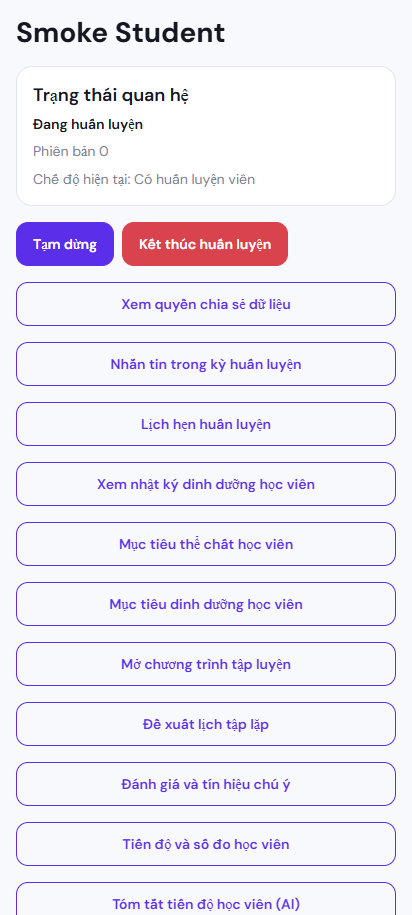 Smoke Student
Trạng thái quan hệ
Đang huấn luyện
Phiên bản 0
Chế độ hiện tại: Có huấn luyện viên
Tạm dừng
Kết thúc huấn luyện
Xem quyền chia sẻ dữ liệu
Nhắn tin trong kỳ huấn luyện
Lịch hẹn huấn luyện
Xem nhật ký dinh dưỡng học viên
Mục tiêu thể chất học viên
Mục tiêu dinh dưỡng học viên
Mở chương trình tập luyện
Đề xuất lịch tập lặp
Đánh giá và tín hiệu chú ý
Tiến độ và số đo học viên
Tóm tắt tiến độ học viên (AI)